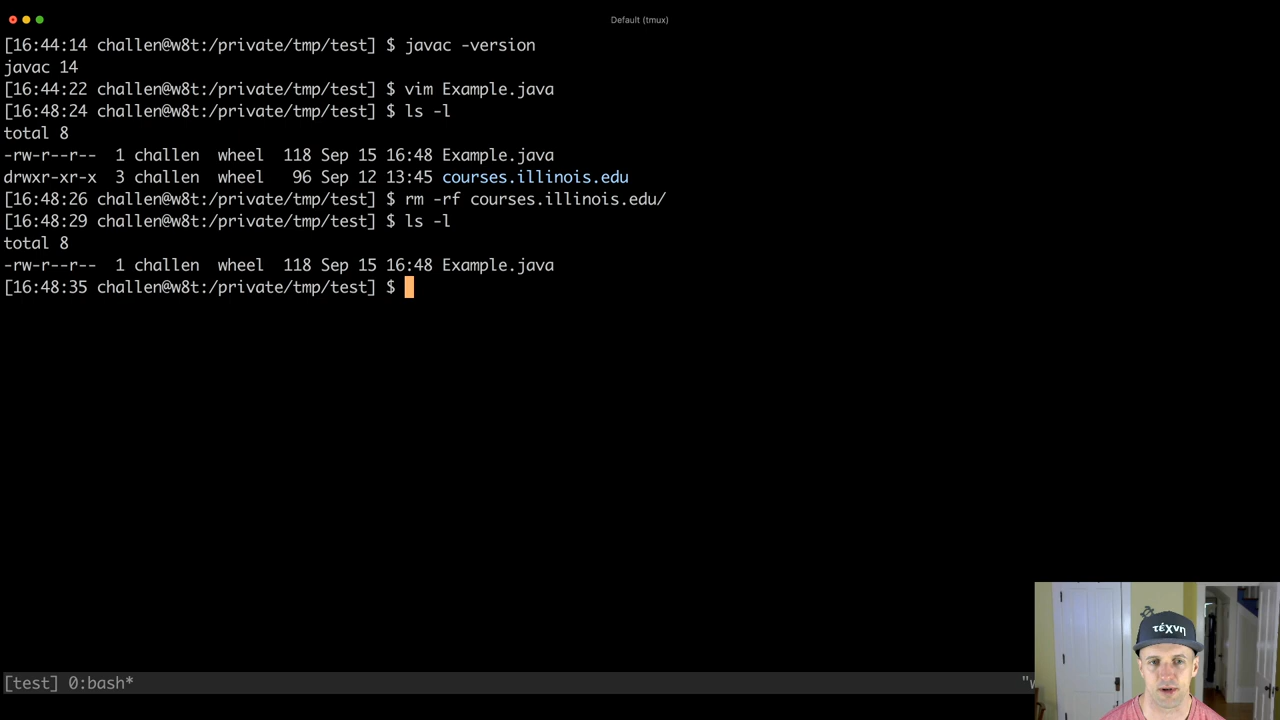 Default (tmux)
[16:44:14 challen@w8t:/private/tmp/test] $ javac -version
javac 14
[16:44:22 challen@w8t:/private/tmp/test] $ vim Example.java
[16:48:24 challen@w8t:/private/tmp/test] $ ls -l
total 8
-rw-r--r-- 1 challen wheel 118 Sep 15 16:48 Example.java
drwxr-xr-x 3 challen wheel 96 Sep 12 13:45 courses.illinois.edu
[16:48:26 challen@w8t:/private/tmp/test] $ rm -rf courses.illinois.edu/
[16:48:29 challen@w8t:/private/tmp/test] $ ls -l
total 8
-rw-r--r-- 1 challen wheel 118 Sep 15 16:48 Example.java
[16:48:35 challen@w8t:/private/tmp/test] $
τέχνη
[test] 0:bash* "w